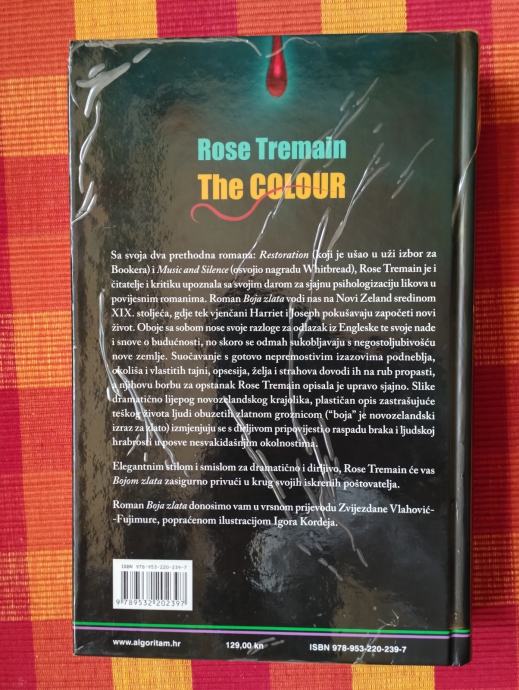 Rose Tremain
The COLOUR
Sa svoja dva prethodna romana: Restoration (koji je ušao u uži izbor za
Bookera) i Music and Silence (osvojio nagradu Whitbread), Rose Tremain je i
čitatelje i kritiku upoznala sa svojim darom za sjajnu psihologizaciju likova u
povijesnim romanima. Roman Boja zlata vodi nas na Novi Zeland sredinom
XIX. stoljeća, gdje tek vjenčani Harriet i Joseph pokušavaju započeti novi
život. Oboje sa sobom nose svoje razloge za odlazak iz Engleske te svoje nade
i snove o budućnosti, no skoro se odmah sukobljavaju s negostoljubivošću
nove zemlje. Suočavanje s gotovo nepremostivim izazovima podneblja,
okoliša i vlastitih tajni, opsesija, želja i strahova dovodi ih na rub propasti,
a njihovu borbu za opstanak Rose Tremain opisala je upravo sjajno. Slike
dramatično lijepog novozelandskog krajolika, plastičan opis zastrašujuće
teškog života ljudi obuzetih zlatnom groznicom (“boja” je novozelandski
izraz za zlato) izmjenjuju se s dirljivom pripovijesti o raspadu braka i ljudskoj
hrabrosti u posve nesvakidašnjim okolnostima.
Elegantnim stilom i smislom za dramatično i dirljivo, Rose Tremain će vas
Bojom zlata zasigurno privući u krug svojih iskrenih poštovatelja.
Roman Boja zlata donosimo vam u vrsnom prijevodu Zvijezdane Vlahović-
-Fujimure, popraćenom ilustracijom Igora Kordeja.
ISBN 978-953-220-239-7
9 789532 202397
www.algoritam.hr
129,00 kn
ISBN 978-953-220-239-7